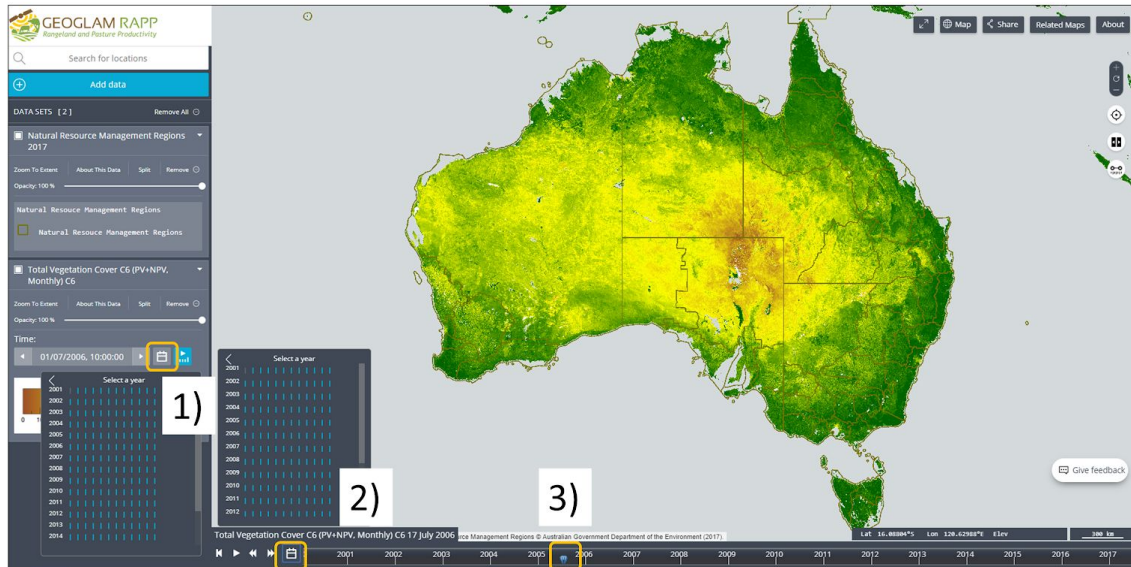 GEOGLAM RAPP
Rangeland and Pasture Productivity
Search for locations
Add data
DATA SETS [ 2 ]
Remove All
Natural Resource Management Regions
2017
Zoom To Extent
About This Data
Split
Remove
Opacity: 100 %
Natural Resouce Management Regions
Natural Resouce Management Regions
Total Vegetation Cover C6 (PV+NPV,
Monthly) C6
Zoom To Extent
About This Data
Split
Remove
Opacity: 100 %
Time:
01/07/2006, 10:00:00
0
Select a year
2001
2002
2003
2004
2005
2006
2007
2008
2009
2010
2011
2012
2013
2014
1)
Select a year
2001
2002
2003
2004
2005
2006
2007
2008
2009
2010
2011
2012
2)
3)
Map
Share
Related Maps
About
Give feedback
Total Vegetation Cover C6 (PV+NPV, Monthly) C6 17 July 2006
rce Management Regions © Australian Government Department of the Environment (2017)
Lat 16.08804°S Lon 120.62988°E Elev
300 km
2001 2002 2003 2004 2005 2006 2007 2008 2009 2010 2011 2012 2013 2014 2015 2016 2017